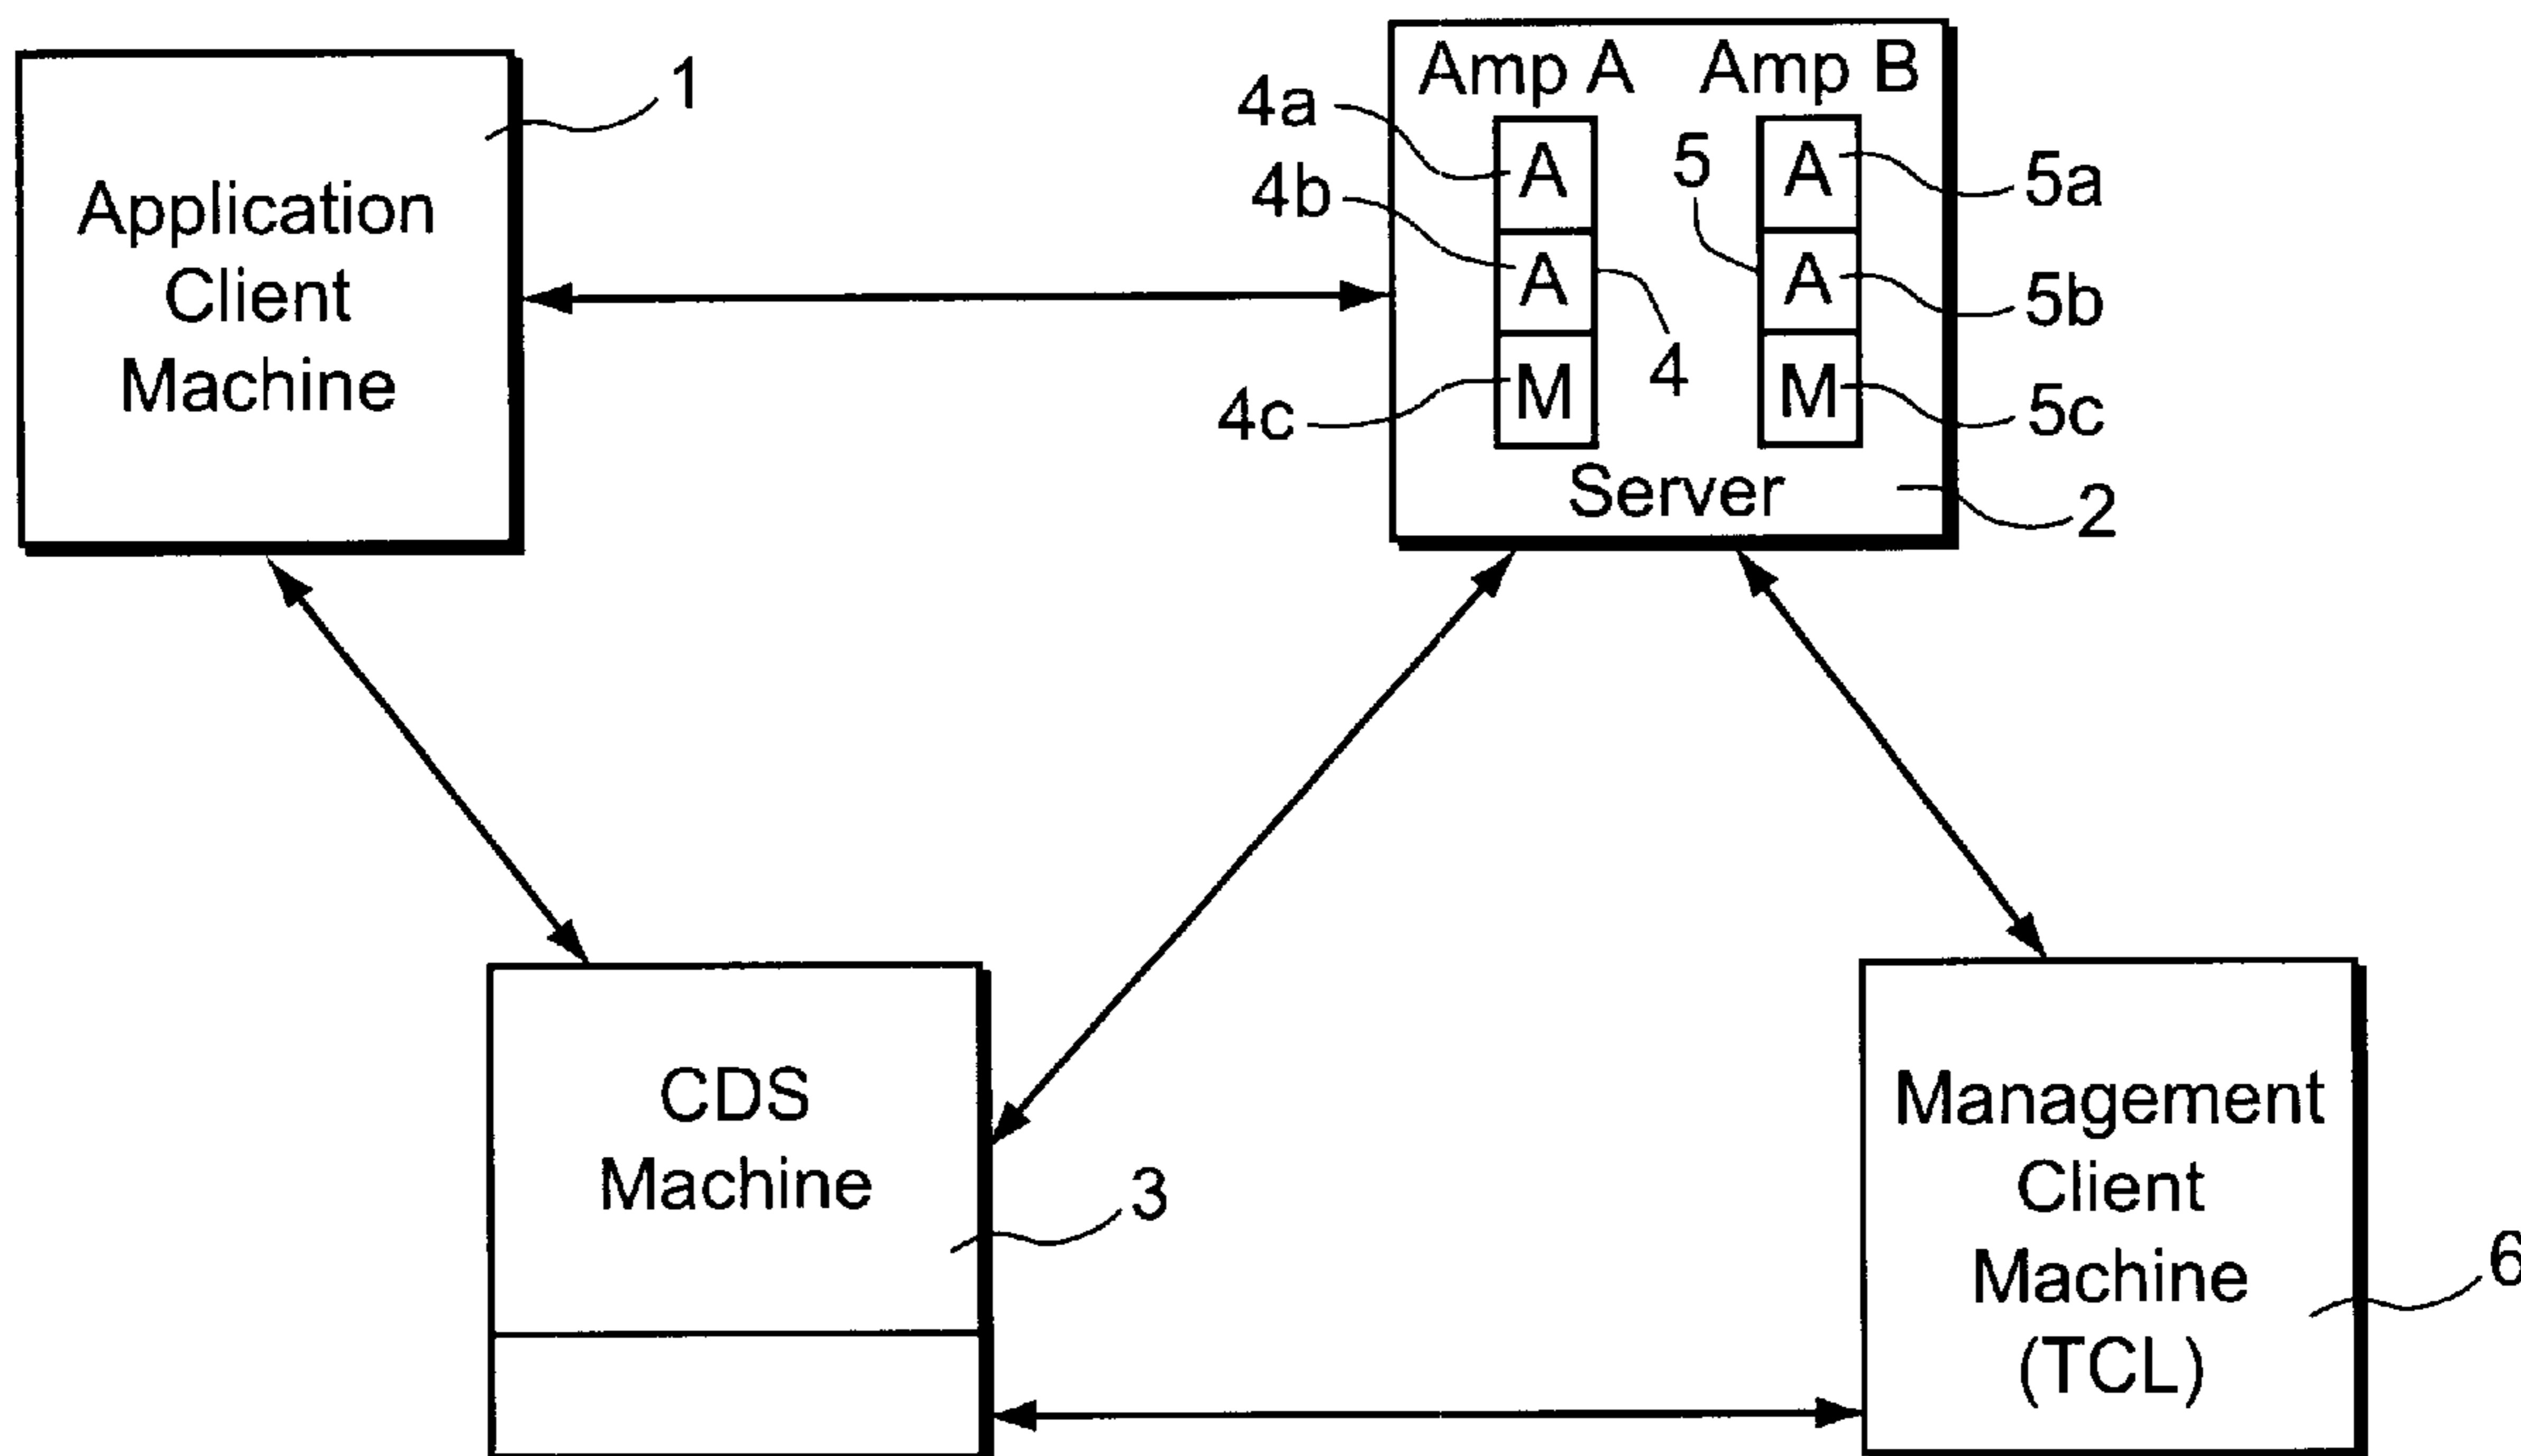 Application
Client
Machine
1
Amp A Amp B
4a
4b
4c
A
A
M
4
5
A
A
M
5a
5b
5c
Server
2
CDS
Machine
3
Management
Client
Machine
(TCL)
6